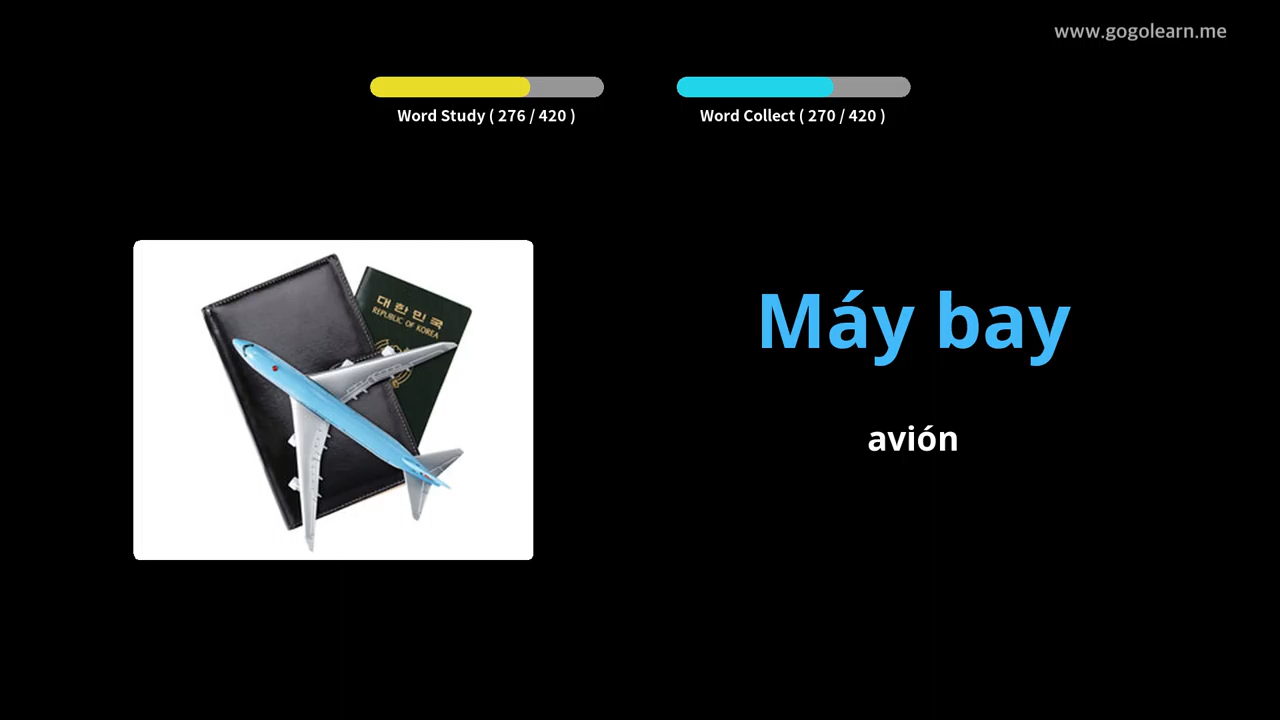 www.gogolearn.me
Word Study ( 276 / 420 )
Word Collect ( 270 / 420 )
대한민국
REPUBLIC OF KOREA
Máy bay
avión